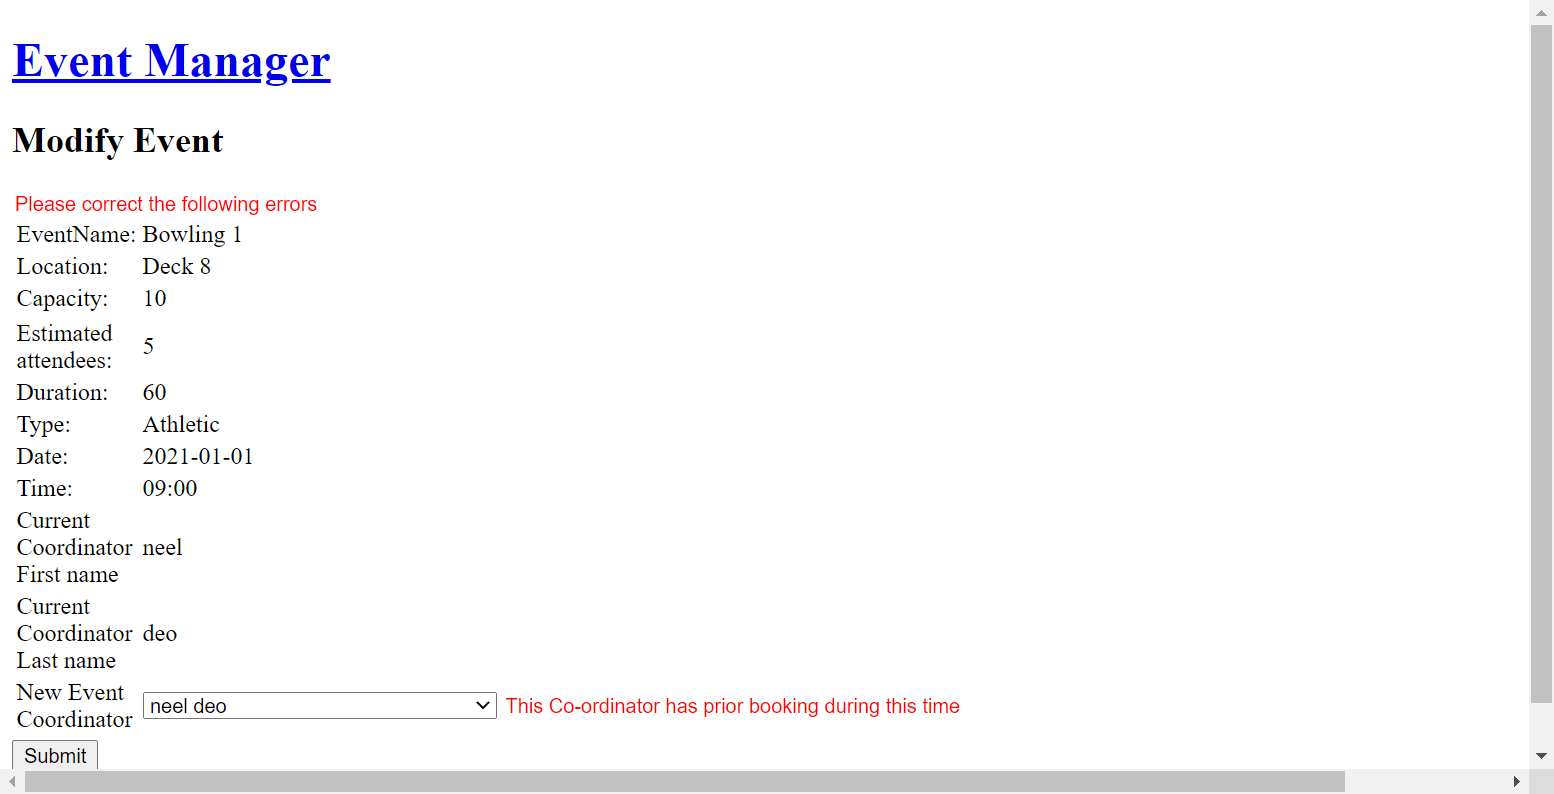 Event Manager
Modify Event
Please correct the following errors
EventName: Bowling 1
Location: Deck 8
Capacity: 10
Estimated
attendees: 5
Duration: 60
Type: Athletic
Date: 2021-01-01
Time: 09:00
Current
Coordinator neel
First name
Current
Coordinator deo
Last name
New Event
Coordinator neel deo This Co-ordinator has prior booking during this time
Submit